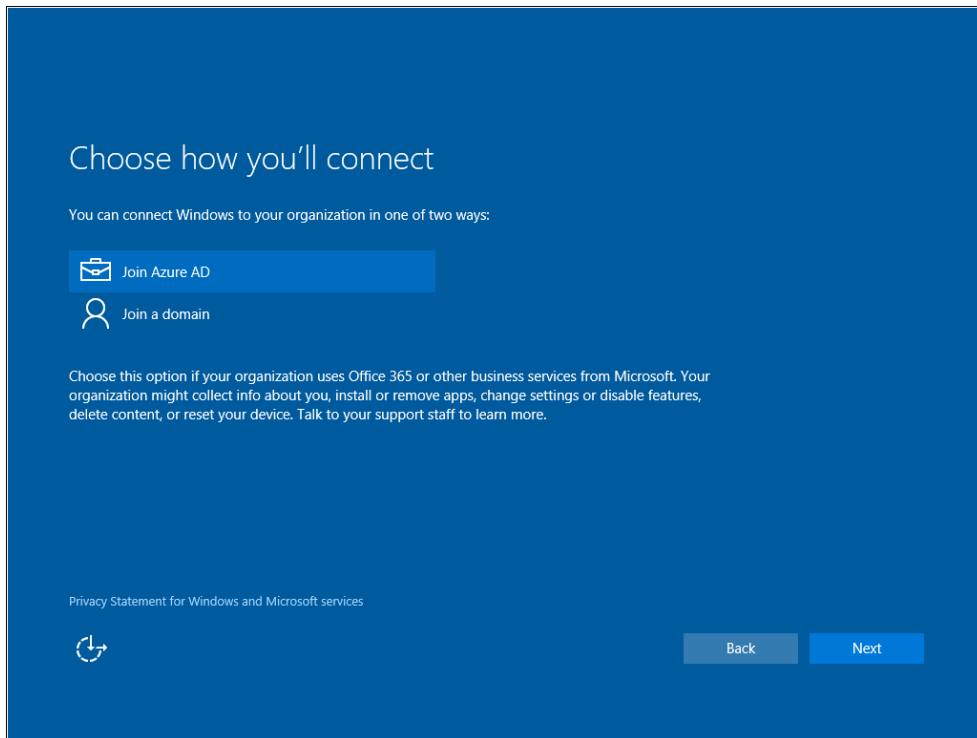 Choose how you'll connect
You can connect Windows to your organization in one of two ways:
Join Azure AD
Join a domain
Choose this option if your organization uses Office 365 or other business services from Microsoft. Your
organization might collect info about you, install or remove apps, change settings or disable features,
delete content, or reset your device. Talk to your support staff to learn more.
Privacy Statement for Windows and Microsoft services
Back
Next